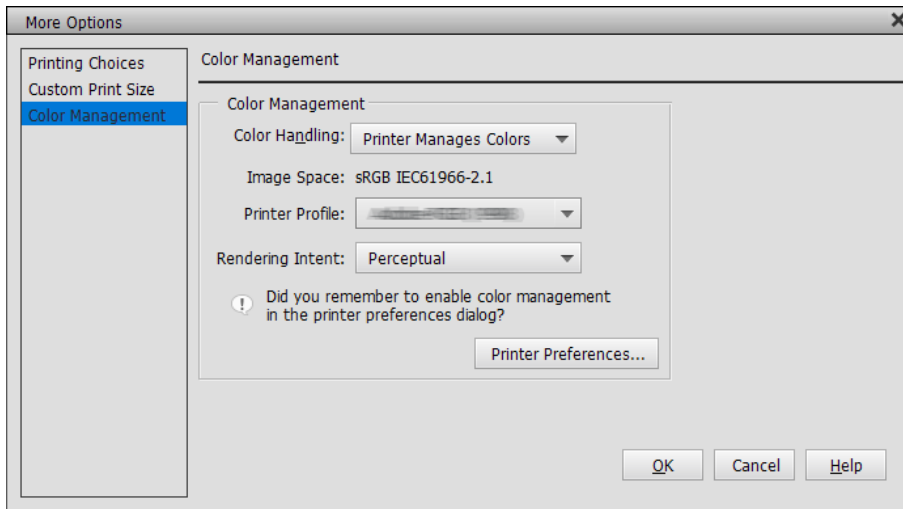 More Options
Printing Choices
Custom Print Size
Color Management
Color Management
Color Management
Color Handling: Printer Manages Colors
Image Space: sRGB IEC61966-2.1
Printer Profile:
Rendering Intent: Perceptual
Did you remember to enable color management
in the printer preferences dialog?
Printer Preferences...
OK Cancel Help